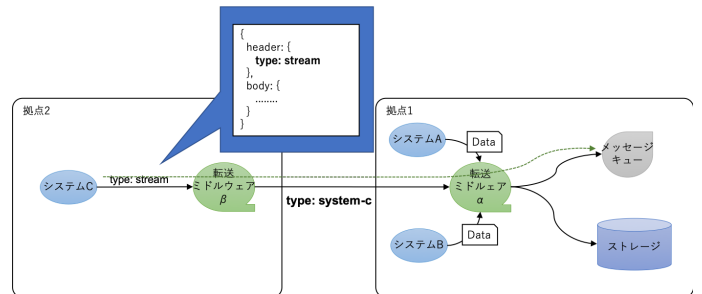 {
header: {
type: stream
},
body: {
........
}
}
拠点2
拠点1
システムA
Data
メッセージ
キュー
システムC
type: stream
転送
ミドルウェア
β
type: system-c
転送
ミドルェア
α
システムB
Data
ストレージ